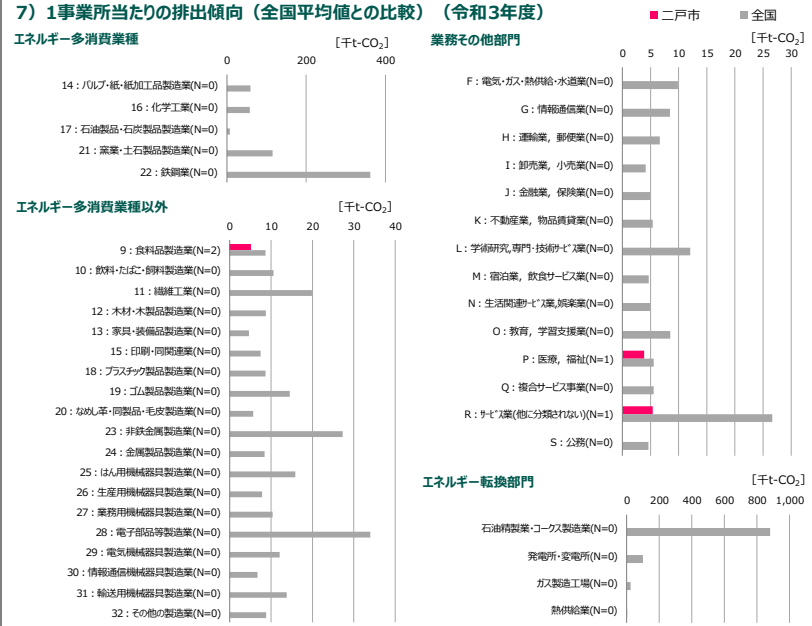 7）1事業所当たりの排出傾向（全国平均値との比較）（令和3年度）
■二戸市 ■全国
エネルギー多消費業種
［千t-CO₂］
0 200 400
14：パルプ･紙･紙加工品製造業(N=0)
16：化学工業(N=0)
17：石油製品･石炭製品製造業(N=0)
21：窯業･土石製品製造業(N=0)
22：鉄鋼業(N=0)
エネルギー多消費業種以外
［千t-CO₂］
0 10 20 30 40
9：食料品製造業(N=2)
10：飲料･たばこ･飼料製造業(N=0)
11：繊維工業(N=0)
12：木材･木製品製造業(N=0)
13：家具･装備品製造業(N=0)
15：印刷･同関連業(N=0)
18：プラスチック製品製造業(N=0)
19：ゴム製品製造業(N=0)
20：なめし革･同製品･毛皮製造業(N=0)
23：非鉄金属製造業(N=0)
24：金属製品製造業(N=0)
25：はん用機械器具製造業(N=0)
26：生産用機械器具製造業(N=0)
27：業務用機械器具製造業(N=0)
28：電子部品等製造業(N=0)
29：電気機械器具製造業(N=0)
30：情報通信機械器具製造業(N=0)
31：輸送用機械器具製造業(N=0)
32：その他の製造業(N=0)
業務その他部門
［千t-CO₂］
0 5 10 15 20 25 30
F：電気･ガス･熱供給･水道業(N=0)
G：情報通信業(N=0)
H：運輸業，郵便業(N=0)
I：卸売業，小売業(N=0)
J：金融業，保険業(N=0)
K：不動産業，物品賃貸業(N=0)
L：学術研究,専門･技術ｻｰﾋﾞｽ業(N=0)
M：宿泊業，飲食サービス業(N=0)
N：生活関連ｻｰﾋﾞｽ業,娯楽業(N=0)
O：教育，学習支援業(N=0)
P：医療，福祉(N=1)
Q：複合サービス事業(N=0)
R：ｻｰﾋﾞｽ業(他に分類されない)(N=1)
S：公務(N=0)
エネルギー転換部門
［千t-CO₂］
0 200 400 600 800 1,000
石油精製業･コークス製造業(N=0)
発電所･変電所(N=0)
ガス製造工場(N=0)
熱供給業(N=0)